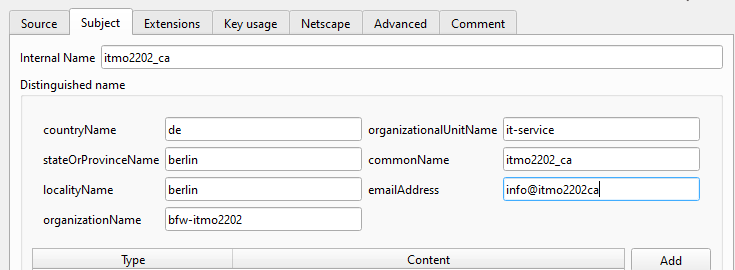 Source Subject Extensions Key usage Netscape Advanced Comment
Internal Name itmo2202_ca
Distinguished name
countryName de organizationalUnitName it-service
stateOrProvinceName berlin commonName itmo2202_ca
localityName berlin emailAddress info@itmo2202ca
organizationName bfw-itmo2202
Type Content Add